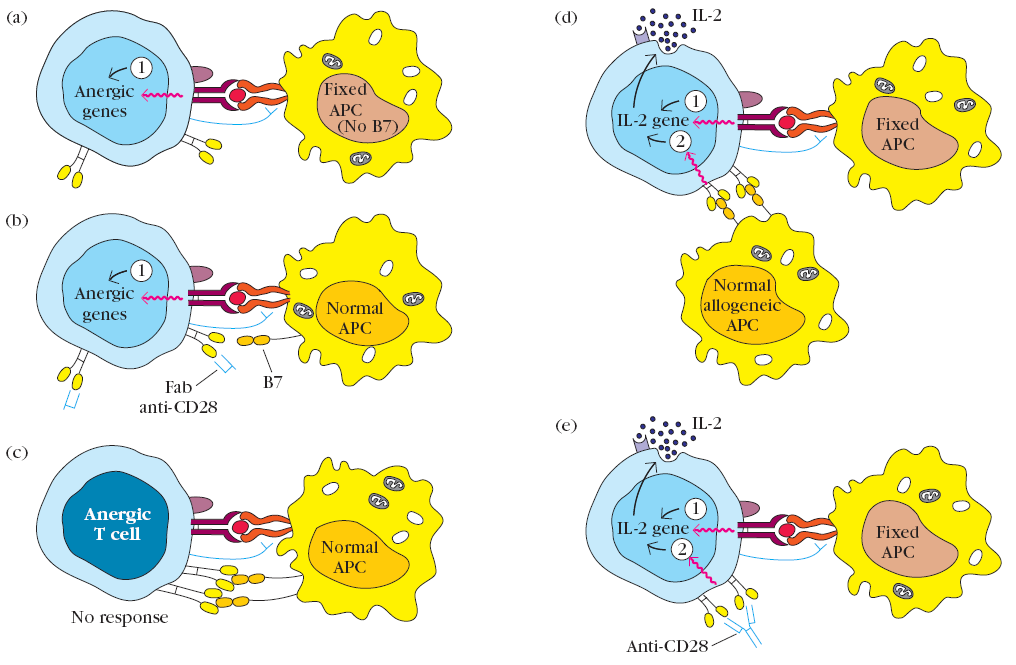 (a)
1
Anergic
genes
Fixed
APC
(No B7)
(b)
1
Anergic
genes
Normal
APC
Fab
anti-CD28
B7
(c)
Anergic
T cell
Normal
APC
No response
(d)
IL-2
1
IL-2 gene
2
Fixed
APC
Normal
allogeneic
APC
(e)
IL-2
1
IL-2 gene
2
Fixed
APC
Anti-CD28